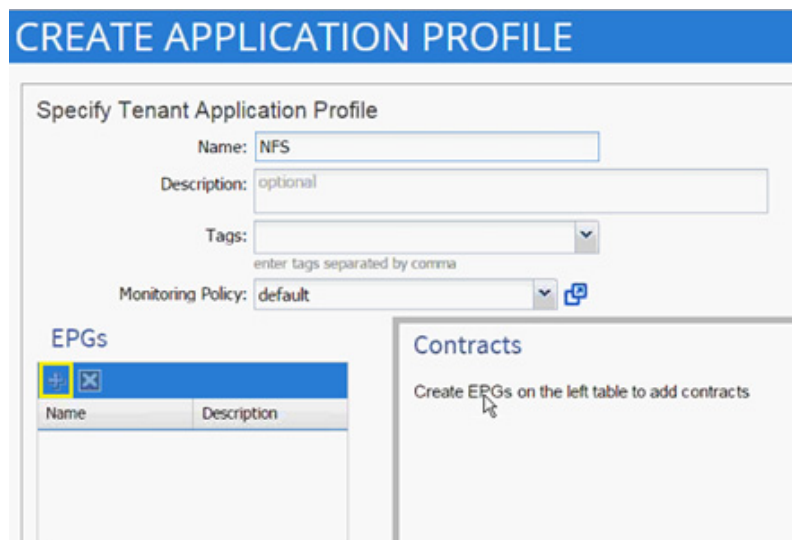 CREATE APPLICATION PROFILE
Specify Tenant Application Profile
Name: NFS
Description: optional
Tags:
enter tags separated by comma
Monitoring Policy: default
EPGs
Contracts
Create EPGs on the left table to add contracts
Name Description